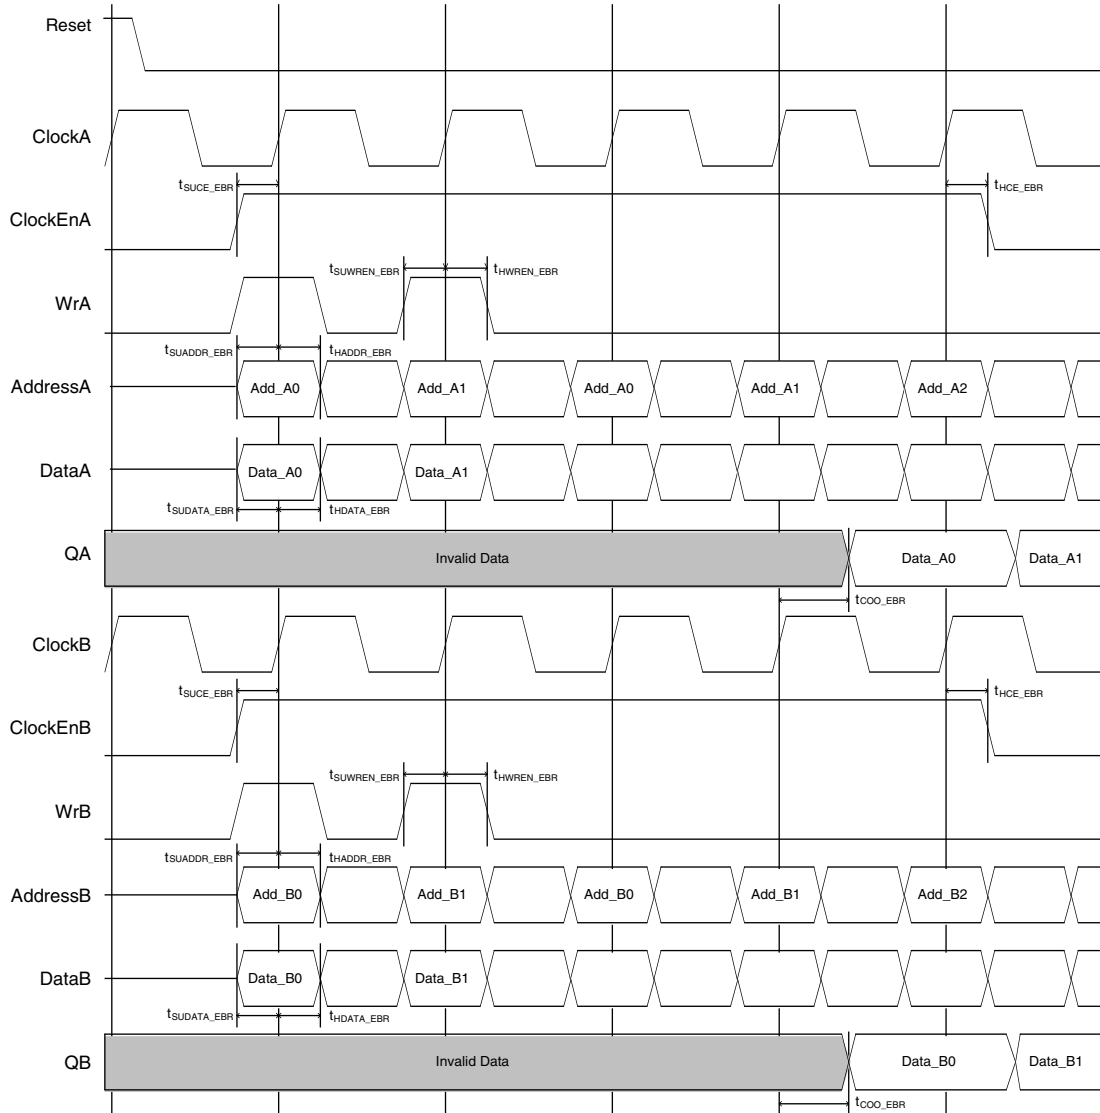 Reset
ClockA
tSUCE_EBR
tHCE_EBR
ClockEnA
tSUWREN_EBR
tHWREN_EBR
WrA
tSUADDR_EBR
tHADDR_EBR
AddressA
Add_A0
Add_A1
Add_A0
Add_A1
Add_A2
DataA
Data_A0
Data_A1
tSUDATA_EBR
tHDATA_EBR
QA
Invalid Data
Data_A0
Data_A1
tCOO_EBR
ClockB
tSUCE_EBR
tHCE_EBR
ClockEnB
tSUWREN_EBR
tHWREN_EBR
WrB
tSUADDR_EBR
tHADDR_EBR
AddressB
Add_B0
Add_B1
Add_B0
Add_B1
Add_B2
DataB
Data_B0
Data_B1
tSUDATA_EBR
tHDATA_EBR
QB
Invalid Data
Data_B0
Data_B1
tCOO_EBR